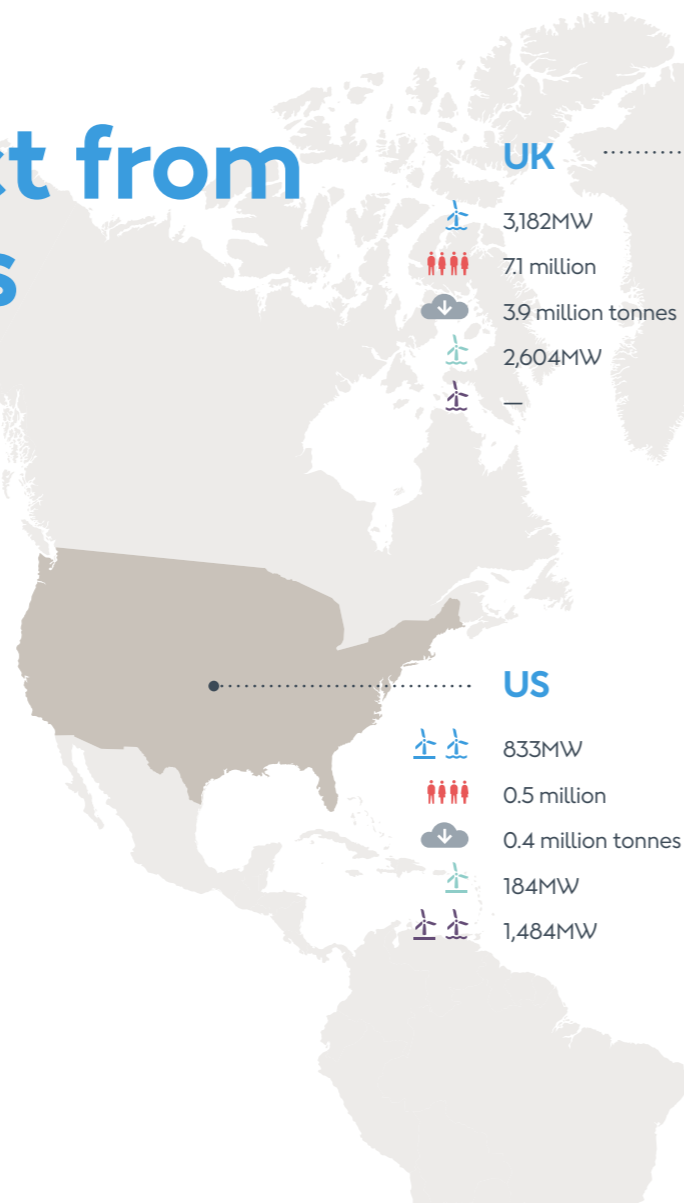 from
UK
3,182MW
7.1 million
3.9 million tonnes
2,604MW
—
US
833MW
0.5 million
0.4 million tonnes
184MW
1,484MW